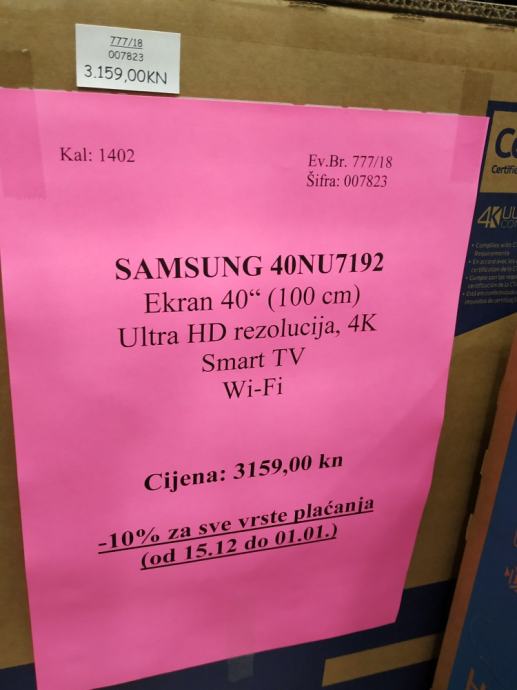 777/18
007823
3.159,00KN
Kal: 1402
Ev.Br. 777/18
Šifra: 007823
SAMSUNG 40NU7192
Ekran 40“ (100 cm)
Ultra HD rezolucija, 4K
Smart TV
Wi-Fi
Cijena: 3159,00 kn
-10% za sve vrste plaćanja
(od 15.12 do 01.01.)
4K